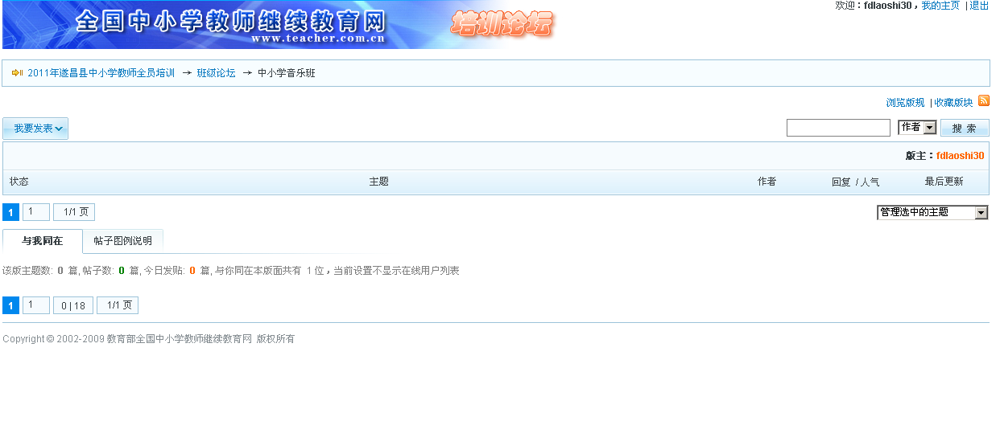 全国中小学教师继续教育网
www.teacher.com.cn
培训论坛
欢迎：fdlaoshi30，我的主页 | 退出
2011年遂昌县中小学教师全员培训 → 班级论坛 → 中小学音乐班
浏览版规 | 收藏版块
我要发表
作者 搜 索
版主：fdlaoshi30
状态 主题 作者 回复 / 人气 最后更新
1 1 1/1 页
管理选中的主题
与我同在 帖子图例说明
该版主题数: 0 篇, 帖子数: 0 篇, 今日发贴: 0 篇, 与你同在本版面共有 1 位，当前设置不显示在线用户列表
1 1 0 | 18 1/1 页
Copyright © 2002-2009 教育部全国中小学教师继续教育网 版权所有